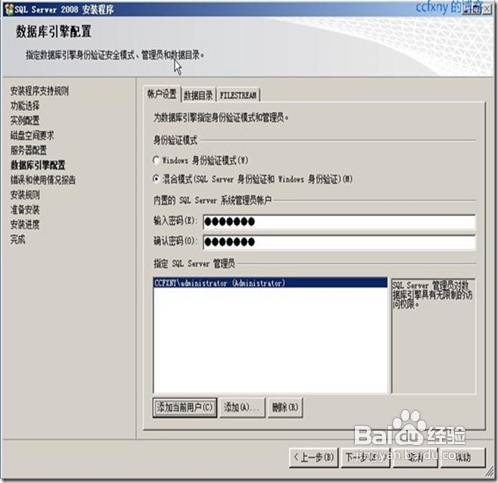 SQL Server 2008 安装程序
ccfxny 的
数据库引擎配置
指定数据库引擎身份验证安全模式、管理员和数据目录。
安装程序支持规则
功能选择
实例配置
磁盘空间要求
服务器配置
数据库引擎配置
错误和使用情况报告
安装规则
准备安装
安装进度
完成
帐户设置 数据目录 FILESTREAM
为数据库引擎指定身份验证模式和管理员。
身份验证模式
Windows 身份验证模式(W)
混合模式(SQL Server 身份验证和 Windows 身份验证)(M)
内置的 SQL Server 系统管理员帐户
输入密码(E): ●●●●●●●
确认密码(O): ●●●●●●●
指定 SQL Server 管理员
CCFXNY\administrator (Administrator)
SQL Server 管理员对数
据库引擎具有无限制的访
问权限。
添加当前用户(C) 添加(A)... 删除(R)
Baidu 经验
jingyan.baidu.com
< 上一步(B) 下一步(N) > 取消 帮助